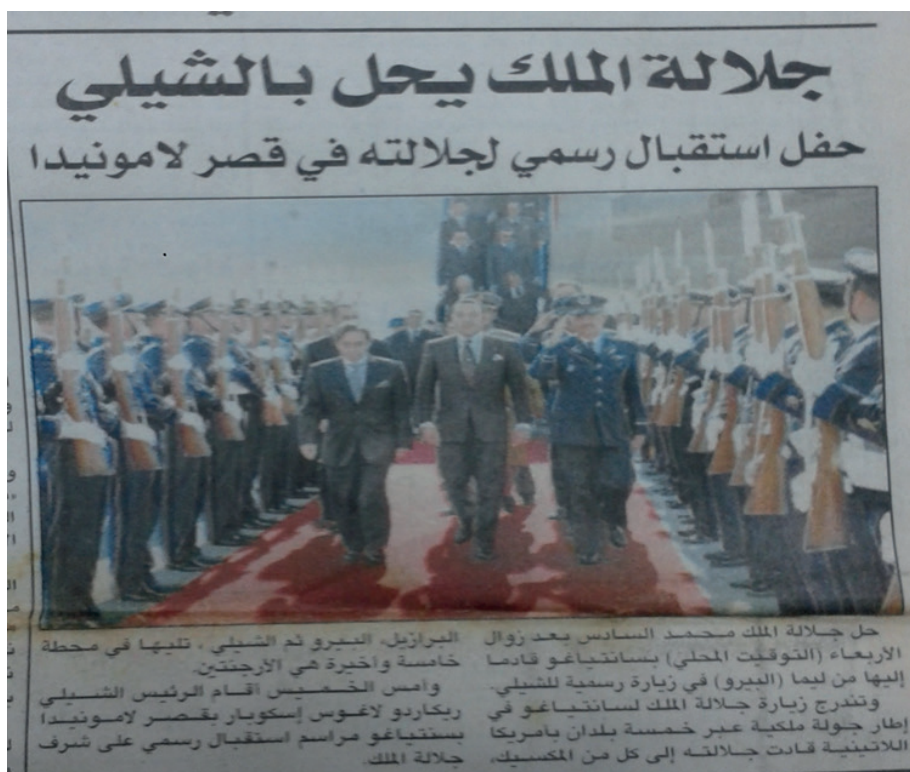 جلالة الملك يحل بالشيلي
حفل استقبال رسمي لجلالته في قصر لامونيدا
حل جلالة الملك محمد السادس بعد زوال
الأربعاء (التوقيت المحلي) بسانتياغو قادما
إليها من ليما (البيرو) في زيارة رسمية للشيلي.
وتندرج زيارة جلالة الملك لسانتياغو في
إطار جولة ملكية عبر خمسة بلدان بأمريكا
اللاتينية قادت جلالته إلى كل من المكسيك،
البرازيل، البيرو ثم الشيلي، تليها في محطة
خامسة وأخيرة هي الأرجنتين.
وأمس الخميس أقام الرئيس الشيلي
ريكاردو لاغوس إسكوبار بقصر لامونيدا
بسنتياغو مراسم استقبال رسمي على شرف
جلالة الملك.